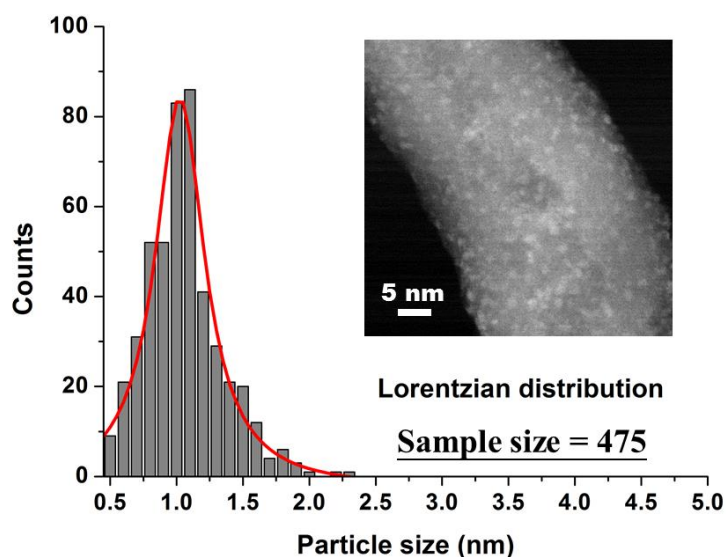 100
80
60
40
20
0
Counts
0.5 1.0 1.5 2.0 2.5 3.0 3.5 4.0 4.5 5.0
Particle size (nm)
5 nm
Lorentzian distribution
Sample size = 475